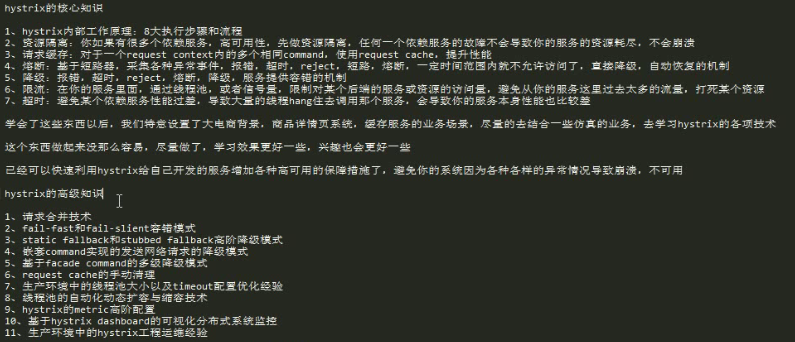 hystrix的核心知识
1、hystrix内部工作原理：8大执行步骤和流程
2、资源隔离：你如果有很多个依赖服务，高可用性，先做资源隔离，任何一个依赖服务的故障不会导致你的服务的资源耗尽，不会崩溃
3、请求缓存：对于一个request context内的多个相同command，使用request cache，提升性能
4、熔断：基于短路器，采集各种异常事件，报错，超时，reject，短路，熔断，一定时间范围内就不允许访问了，直接降级，自动恢复的机制
5、降级：报错，超时，reject，熔断，降级，服务提供容错的机制
6、限流：在你的服务里面，通过线程池，或者信号量，限制对某个后端的服务或资源的访问量，避免从你的服务这里过去太多的流量，打死某个资源
7、超时：避免某个依赖服务性能过差，导致大量的线程hang住去调用那个服务，会导致你的服务本身性能也比较差
学会了这些东西以后，我们特意设置了大电商背景，商品详情页系统，缓存服务的业务场景，尽量的去结合一些仿真的业务，去学习hystrix的各项技术
这个东西做起来没那么容易，尽量做了，学习效果更好一些，兴趣也会更好一些
已经可以快速利用hystrix给自己开发的服务增加各种高可用的保障措施了，避免你的系统因为各种各样的异常情况导致崩溃，不可用
hystrix的高级知识
1、请求合并技术
2、fail-fast和fail-slient容错模式
3、static fallback和stubbed fallback高阶降级模式
4、嵌套command实现的发送网络请求的降级模式
5、基于facade command的多级降级模式
6、request cache的手动清理
7、生产环境中的线程池大小以及timeout配置优化经验
8、线程池的自动化动态扩容与缩容技术
9、hystrix的metric高阶配置
10、基于hystrix dashboard的可视化分布式系统监控
11、生产环境中的hystrix工程运维经验